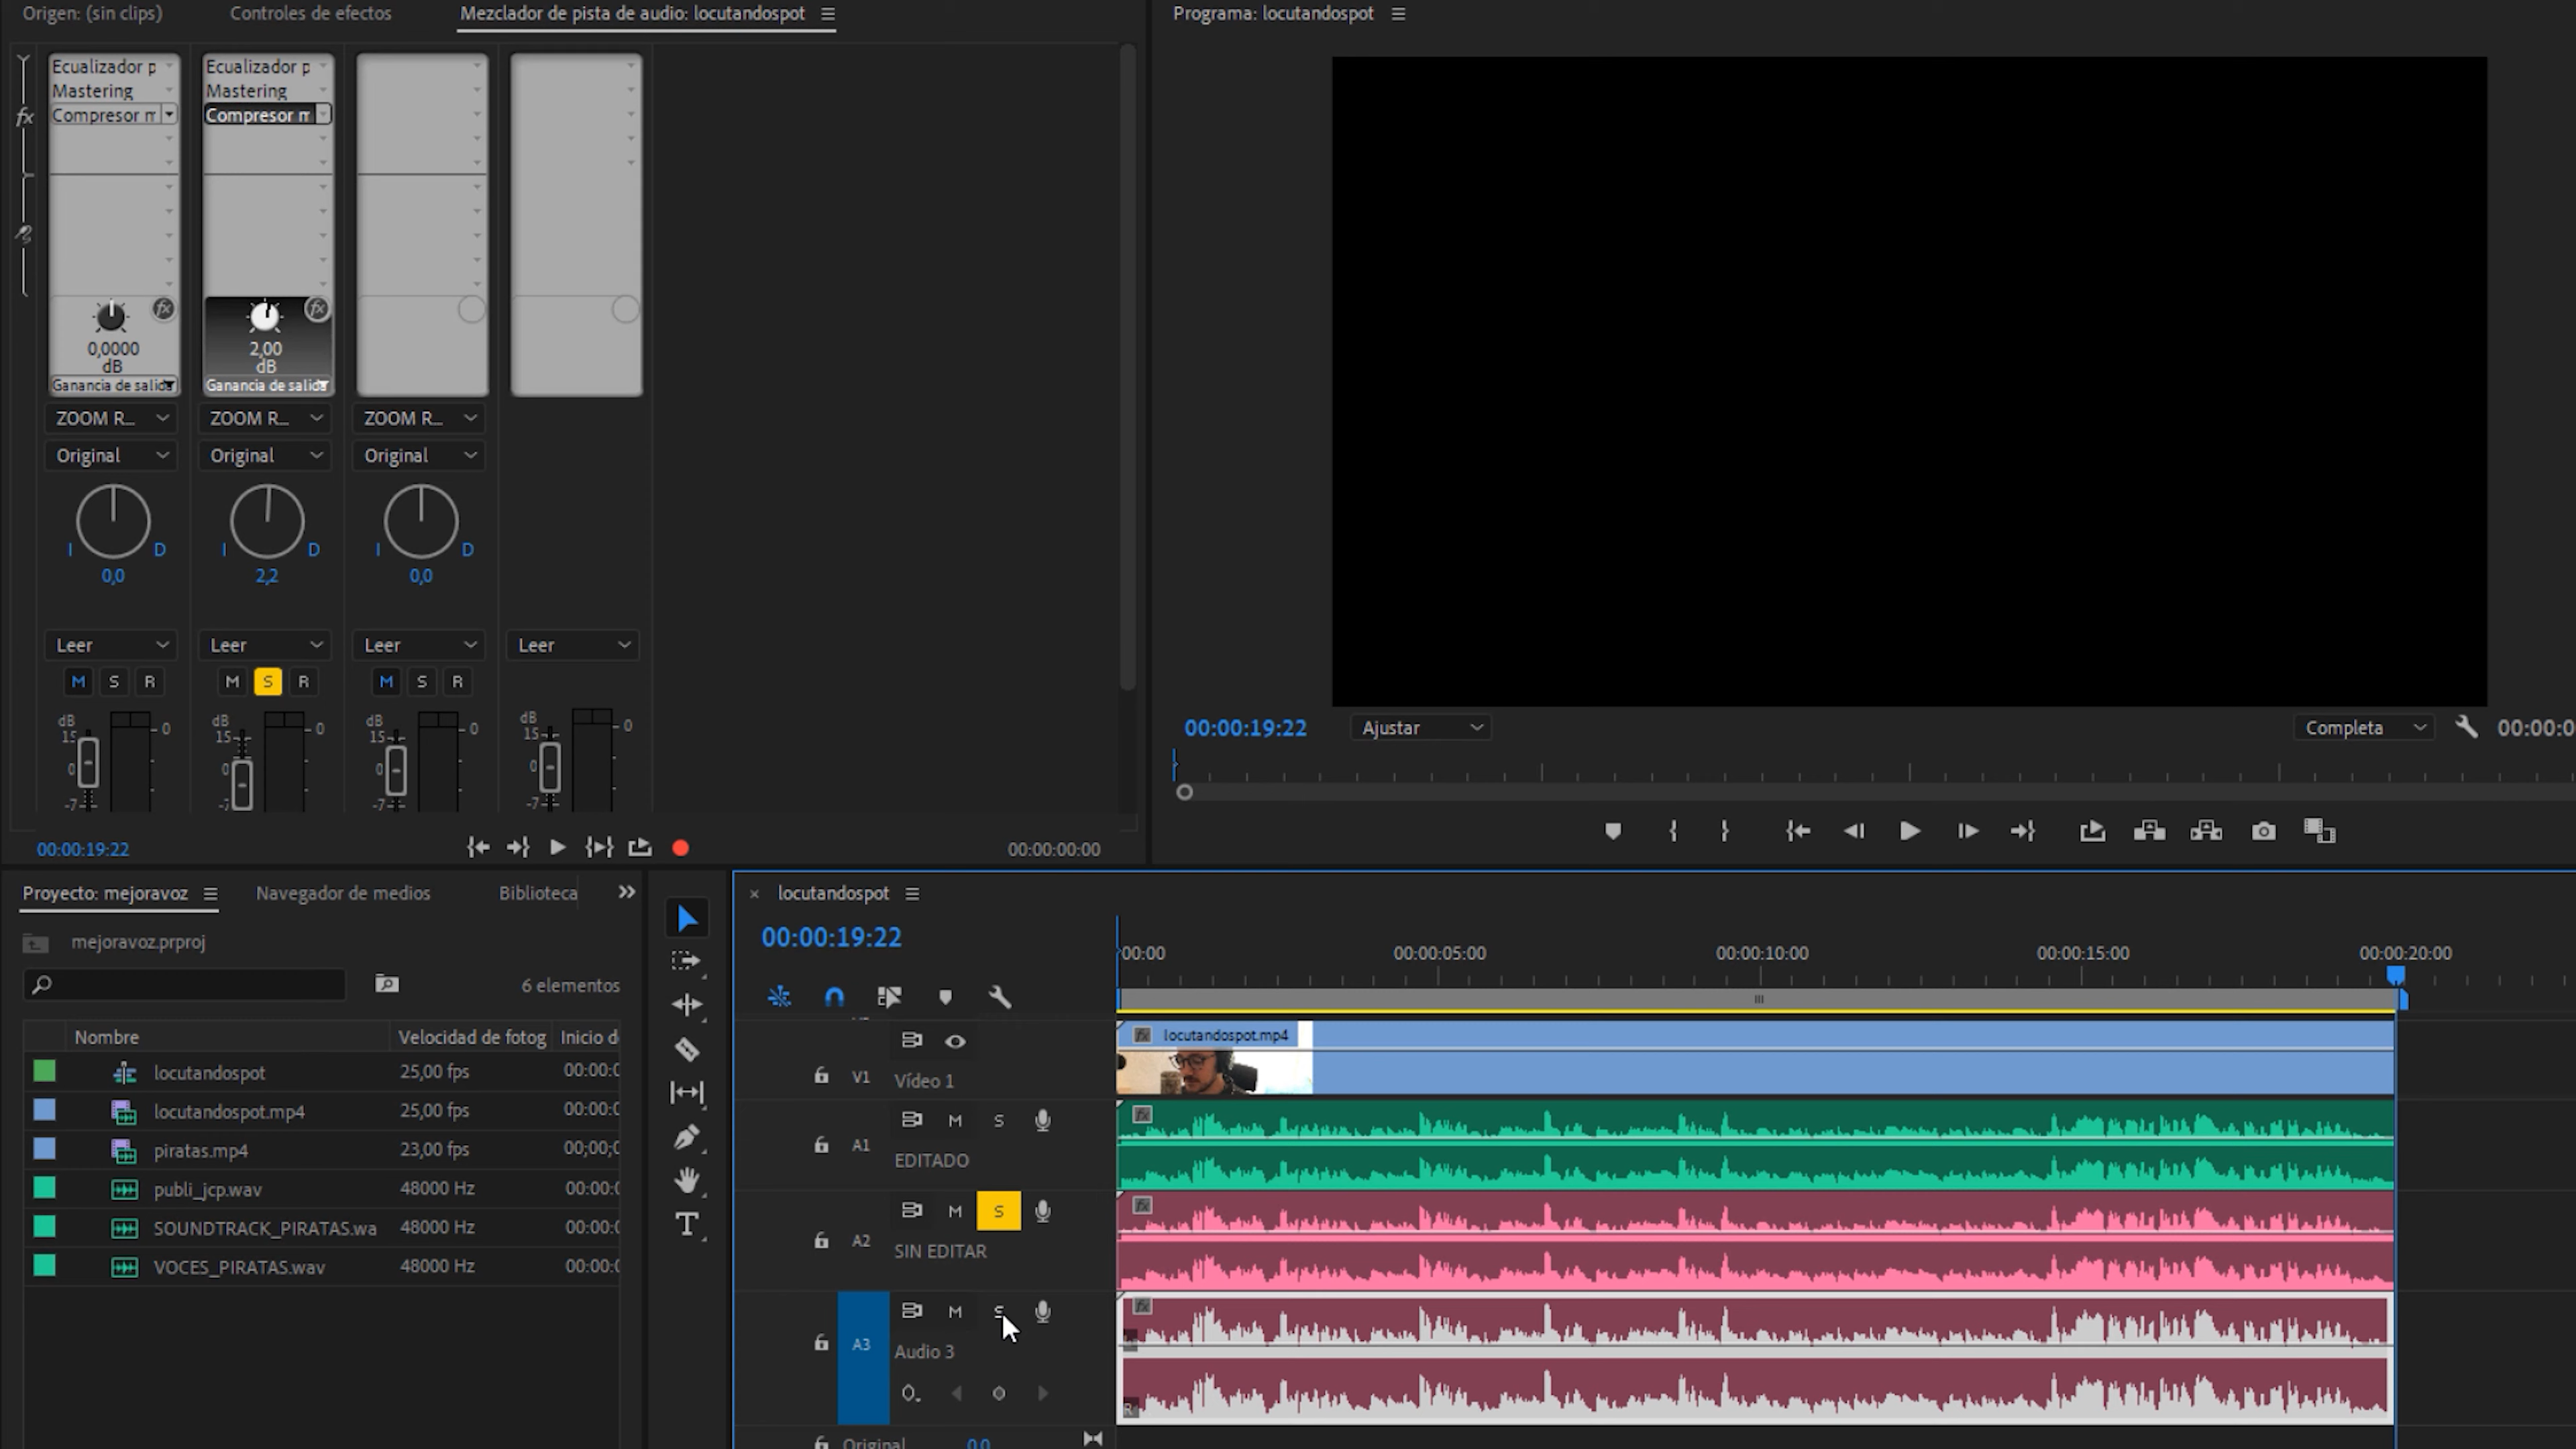 Origen: (sin clips)
Controles de efectos
Mezclador de pista de audio: locutandospot
Programa: locutandospot
Ecualizador p
Mastering
Compresor m
Ecualizador p
Mastering
Compresor m
fx
0,0000
dB
Ganancia de salida
2,00
dB
Ganancia de salida
ZOOM R...
ZOOM R...
ZOOM R...
Original
Original
Original
I D
I D
I D
0,0
2,2
0,0
Leer
Leer
Leer
Leer
M S R
M S R
M S R
dB
15
0
-7
0
dB
15
0
-7
0
dB
15
0
-7
0
dB
15
0
-7
0
00:00:19:22
00:00:00:00
00:00:19:22
Ajustar
Completa
00:00:0
Proyecto: mejoravoz
Navegador de medios
Biblioteca
mejoravoz.prproj
6 elementos
Nombre
Velocidad de fotog
Inicio d
locutandospot 25,00 fps 00:00:0
locutandospot.mp4 25,00 fps 00:00:0
piratas.mp4 23,00 fps 00;00;0
publi_jcp.wav 48000 Hz 00:00:0
SOUNDTRACK_PIRATAS.wa 48000 Hz 00:00:0
VOCES_PIRATAS.wav 48000 Hz 00:00:0
T
locutandospot
00:00:19:22
:00:00
00:00:05:00
00:00:10:00
00:00:15:00
00:00:20:00
fx locutandospot.mp4
V1 Vídeo 1
A1 M S
EDITADO
A2 M S
SIN EDITAR
A3 M S
Audio 3
L
R
Original 0,0